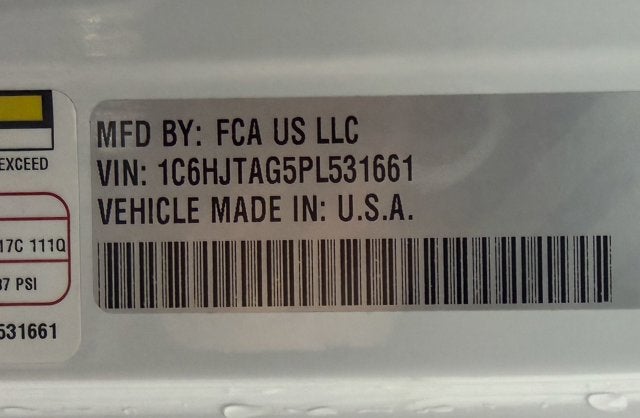 MFD BY: FCA US LLC
VIN: 1C6HJTAG5PL531661
VEHICLE MADE IN: U.S.A.
EXCEED
17C 111Q
37 PSI
531661